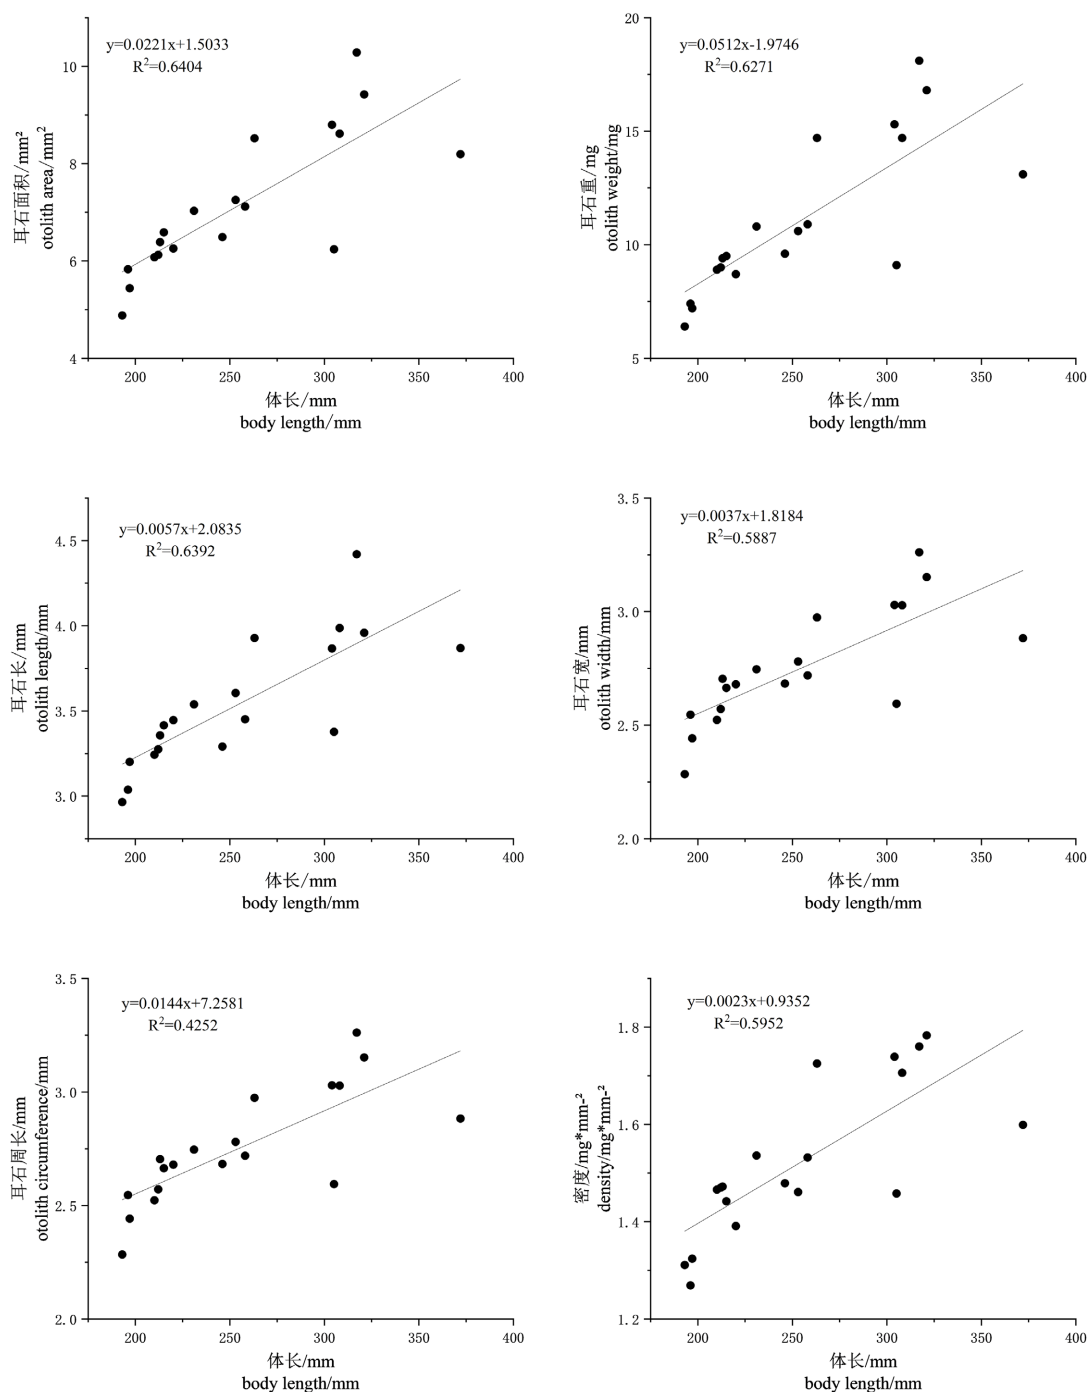 y=0.0221x+1.5033
R²=0.6404
耳石面积/mm²
otolith area/mm²
10
8
6
4
200
250
300
350
400
体长/mm
body length/mm
y=0.0512x-1.9746
R²=0.6271
耳石重/mg
otolith weight/mg
20
15
10
5
200
250
300
350
400
体长/mm
body length/mm
y=0.0057x+2.0835
R²=0.6392
耳石长/mm
otolith length/mm
4.5
4.0
3.5
3.0
200
250
300
350
400
体长/mm
body length/mm
y=0.0037x+1.8184
R²=0.5887
耳石宽/mm
otolith width/mm
3.5
3.0
2.5
2.0
200
250
300
350
400
体长/mm
body length/mm
y=0.0144x+7.2581
R²=0.4252
耳石周长/mm
otolith circumference/mm
3.5
3.0
2.5
2.0
200
250
300
350
400
体长/mm
body length/mm
y=0.0023x+0.9352
R²=0.5952
密度/mg*mm-²
density/mg*mm-²
1.8
1.6
1.4
1.2
200
250
300
350
400
体长/mm
body length/mm